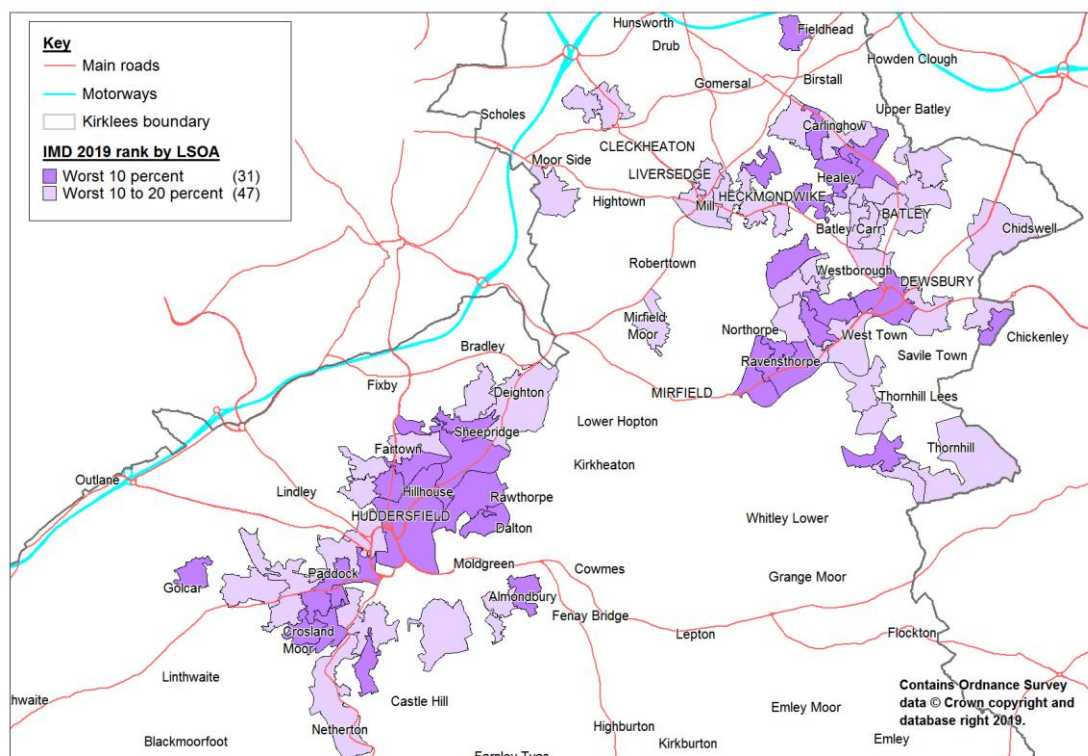 Key
Main roads
Motorways
Kirklees boundary
IMD 2019 rank by LSOA
Worst 10 percent (31)
Worst 10 to 20 percent (47)
Hunsworth
Fieldhead
Drub
Howden Clough
Gomersal
Birstall
Scholes
Upper Batley
Carlinghow
CLECKHEATON
Moor Side
LIVERSEDGE
Healey
Hightown
Mill
HECKMONDWIKE
BATLEY
Batley Carr
Chidswell
Roberttown
Westborough
DEWSBURY
Mirfield
Moor
Northorpe
West Town
Chickenley
Bradley
Ravensthorpe
Savile Town
Fixby
Deighton
MIRFIELD
Thornhill Lees
Lower Hopton
Sheepridge
Fartown
Thornhill
Kirkheaton
Outlane
Lindley
Hillhouse
Rawthorpe
HUDDERSFIELD
Whitley Lower
Dalton
Moldgreen
Cowmes
Grange Moor
Paddock
Golcar
Almondbury
Fenay Bridge
Lepton
Flockton
Crosland
Moor
Linthwaite
Contains Ordnance Survey
data © Crown copyright and
database right 2019.
thwaite
Castle Hill
Netherton
Highburton
Emley Moor
Blackmoorfoot
Kirkburton
Emley